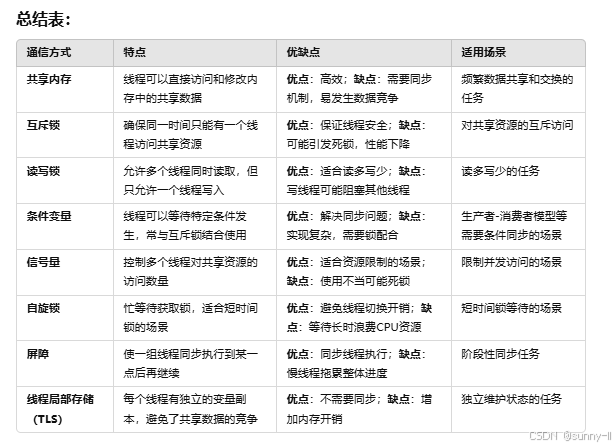 总结表：
通信方式 特点 优缺点 适用场景
共享内存 线程可以直接访问和修改内 优点：高效；缺点：需要同步 频繁数据共享和交换的
存中的共享数据 机制，易发生数据竞争 任务
互斥锁 确保同一时间只能有一个线 优点：保证线程安全；缺点： 对共享资源的互斥访问
程访问共享资源 可能引发死锁，性能下降
读写锁 允许多个线程同时读取，但 优点：适合读多写少；缺点： 读多写少的任务
只允许一个线程写入 写线程可能阻塞其他线程
条件变量 线程可以等待特定条件发 优点：解决同步问题；缺点： 生产者-消费者模型等
生，常与互斥锁结合使用 实现复杂，需要锁配合 需要条件同步的场景
信号量 控制多个线程对共享资源的 优点：适合资源限制的场景； 限制并发访问的场景
访问数量 缺点：使用不当可能死锁
自旋锁 忙等待获取锁，适合短时间 优点：避免线程切换开销；缺 短时间锁等待的场景
锁的场景 点：等待长时浪费CPU资源
屏障 使一组线程同步执行到某一 优点：同步线程执行；缺点： 阶段性同步任务
点后再继续 慢线程拖累整体进度
线程局部存储 每个线程有独立的变量副 优点：不需要同步；缺点：增 独立维护状态的任务
（TLS） 本，避免了共享数据的竞争 加内存开销
CSDN @sunny-ll